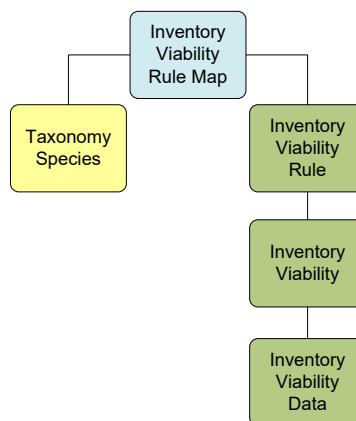 Inventory
Viability
Rule Map
Taxonomy
Species
Inventory
Viability
Rule
Inventory
Viability
Inventory
Viability
Data